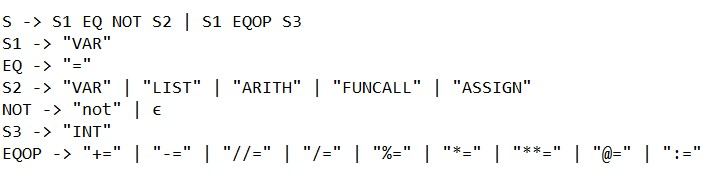 S -> S1 EQ NOT S2 | S1 EQOP S3
S1 -> "VAR"
EQ -> "="
S2 -> "VAR" | "LIST" | "ARITH" | "FUNCALL" | "ASSIGN"
NOT -> "not" | ϵ
S3 -> "INT"
EQOP -> "+=" | "-=" | "//=" | "/=" | "%=" | "*=" | "**=" | "@=" | ":="